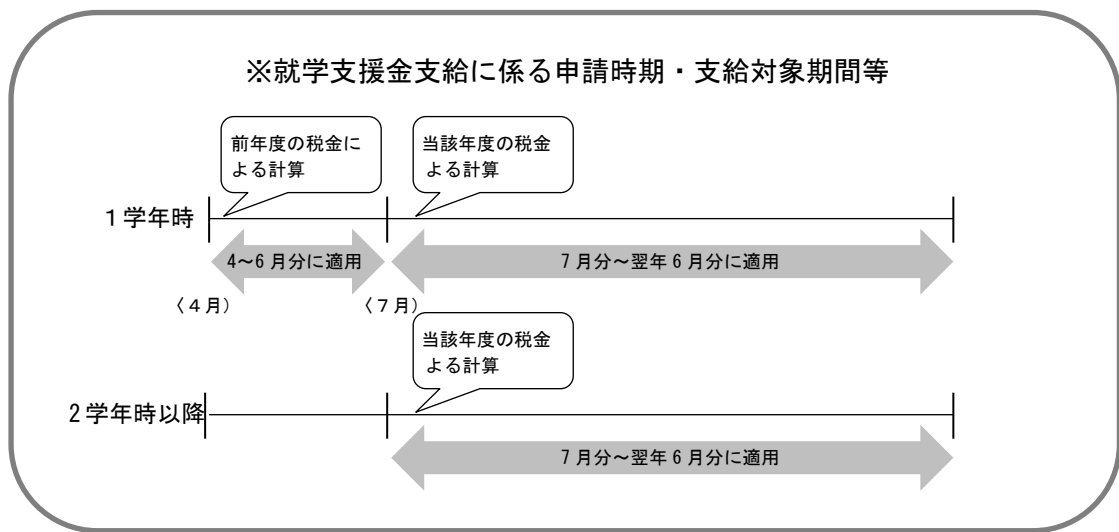 ※就学支援金支給に係る申請時期・支給対象期間等
前年度の税金に
よる計算
当該年度の税金
よる計算
1学年時
4~6月分に適用
7月分~翌年6月分に適用
〈4月〉
〈7月〉
当該年度の税金
よる計算
2学年時以降
7月分~翌年6月分に適用